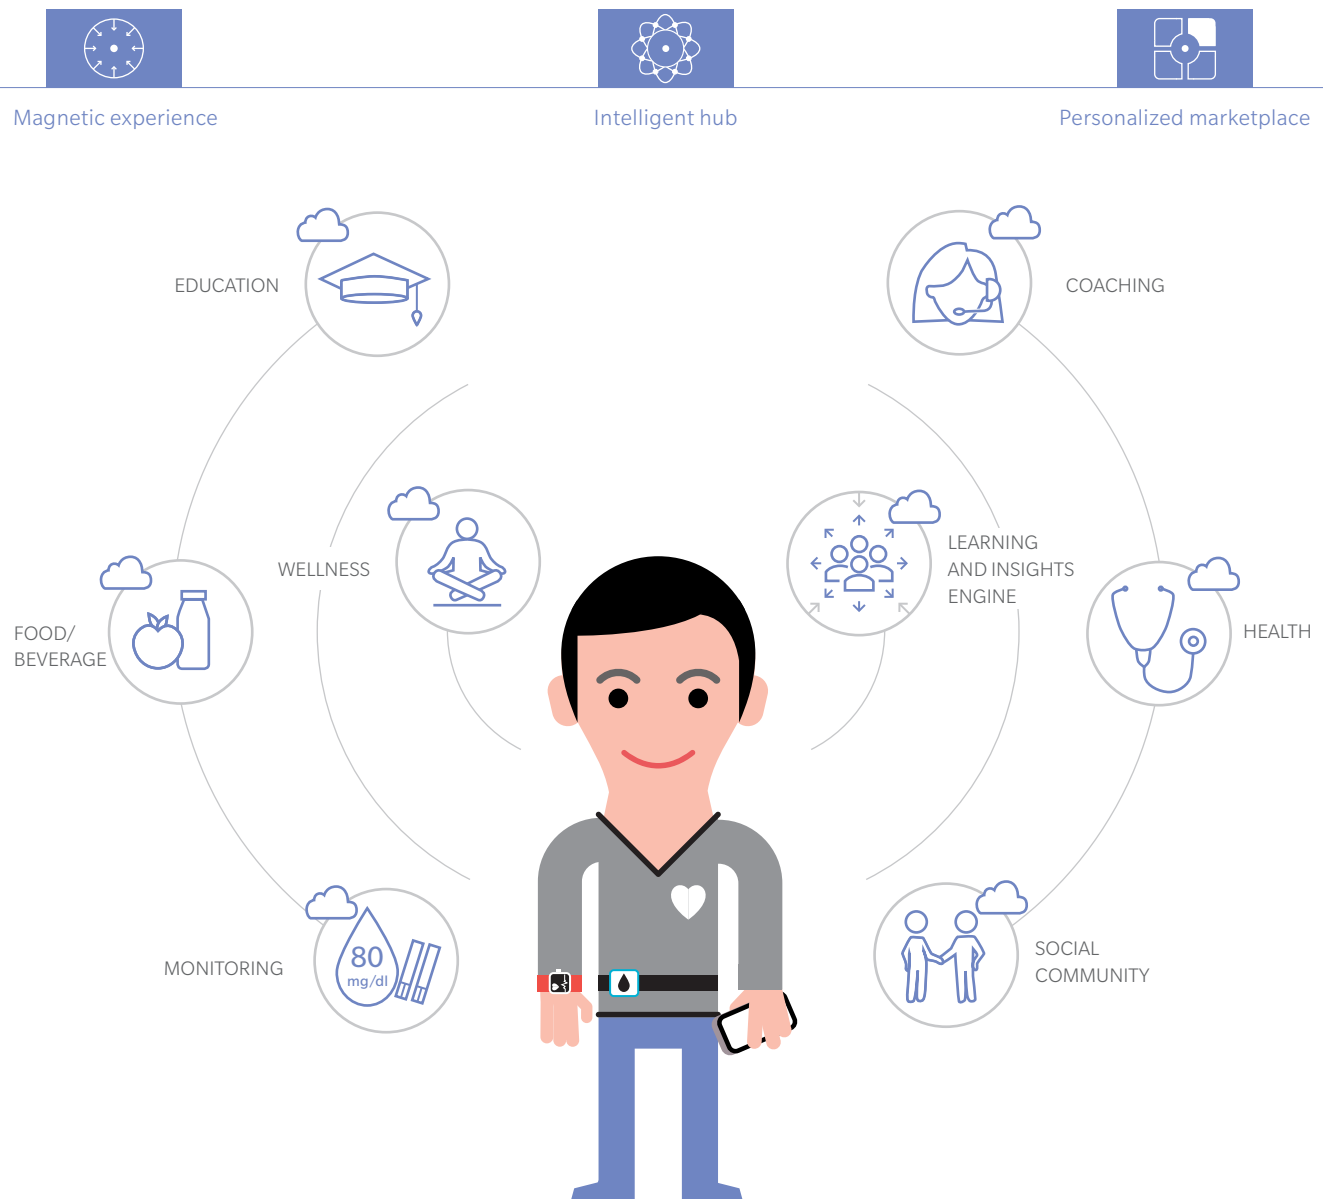 Magnetic experience
Intelligent hub
Personalized marketplace
EDUCATION
COACHING
WELLNESS
LEARNING
AND INSIGHTS
ENGINE
FOOD/
BEVERAGE
HEALTH
MONITORING
80
mg/dl
SOCIAL
COMMUNITY